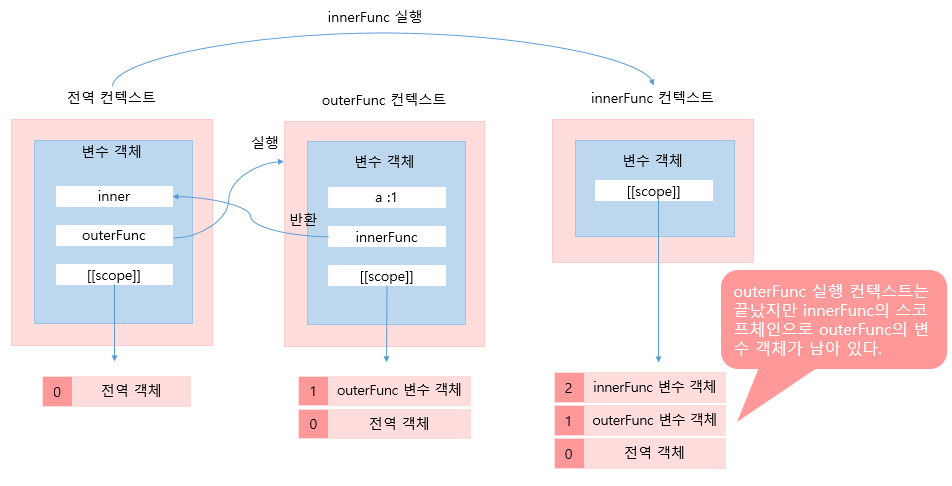 innerFunc 실행
전역 컨텍스트
outerFunc 컨텍스트
innerFunc 컨텍스트
변수 객체
inner
outerFunc
[[scope]]
실행
반환
변수 객체
a :1
innerFunc
[[scope]]
변수 객체
[[scope]]
outerFunc 실행 컨텍스트는
끝났지만 innerFunc의 스코
프체인으로 outerFunc의 변
수 객체가 남아 있다.
0 전역 객체
1 outerFunc 변수 객체
0 전역 객체
2 innerFunc 변수 객체
1 outerFunc 변수 객체
0 전역 객체